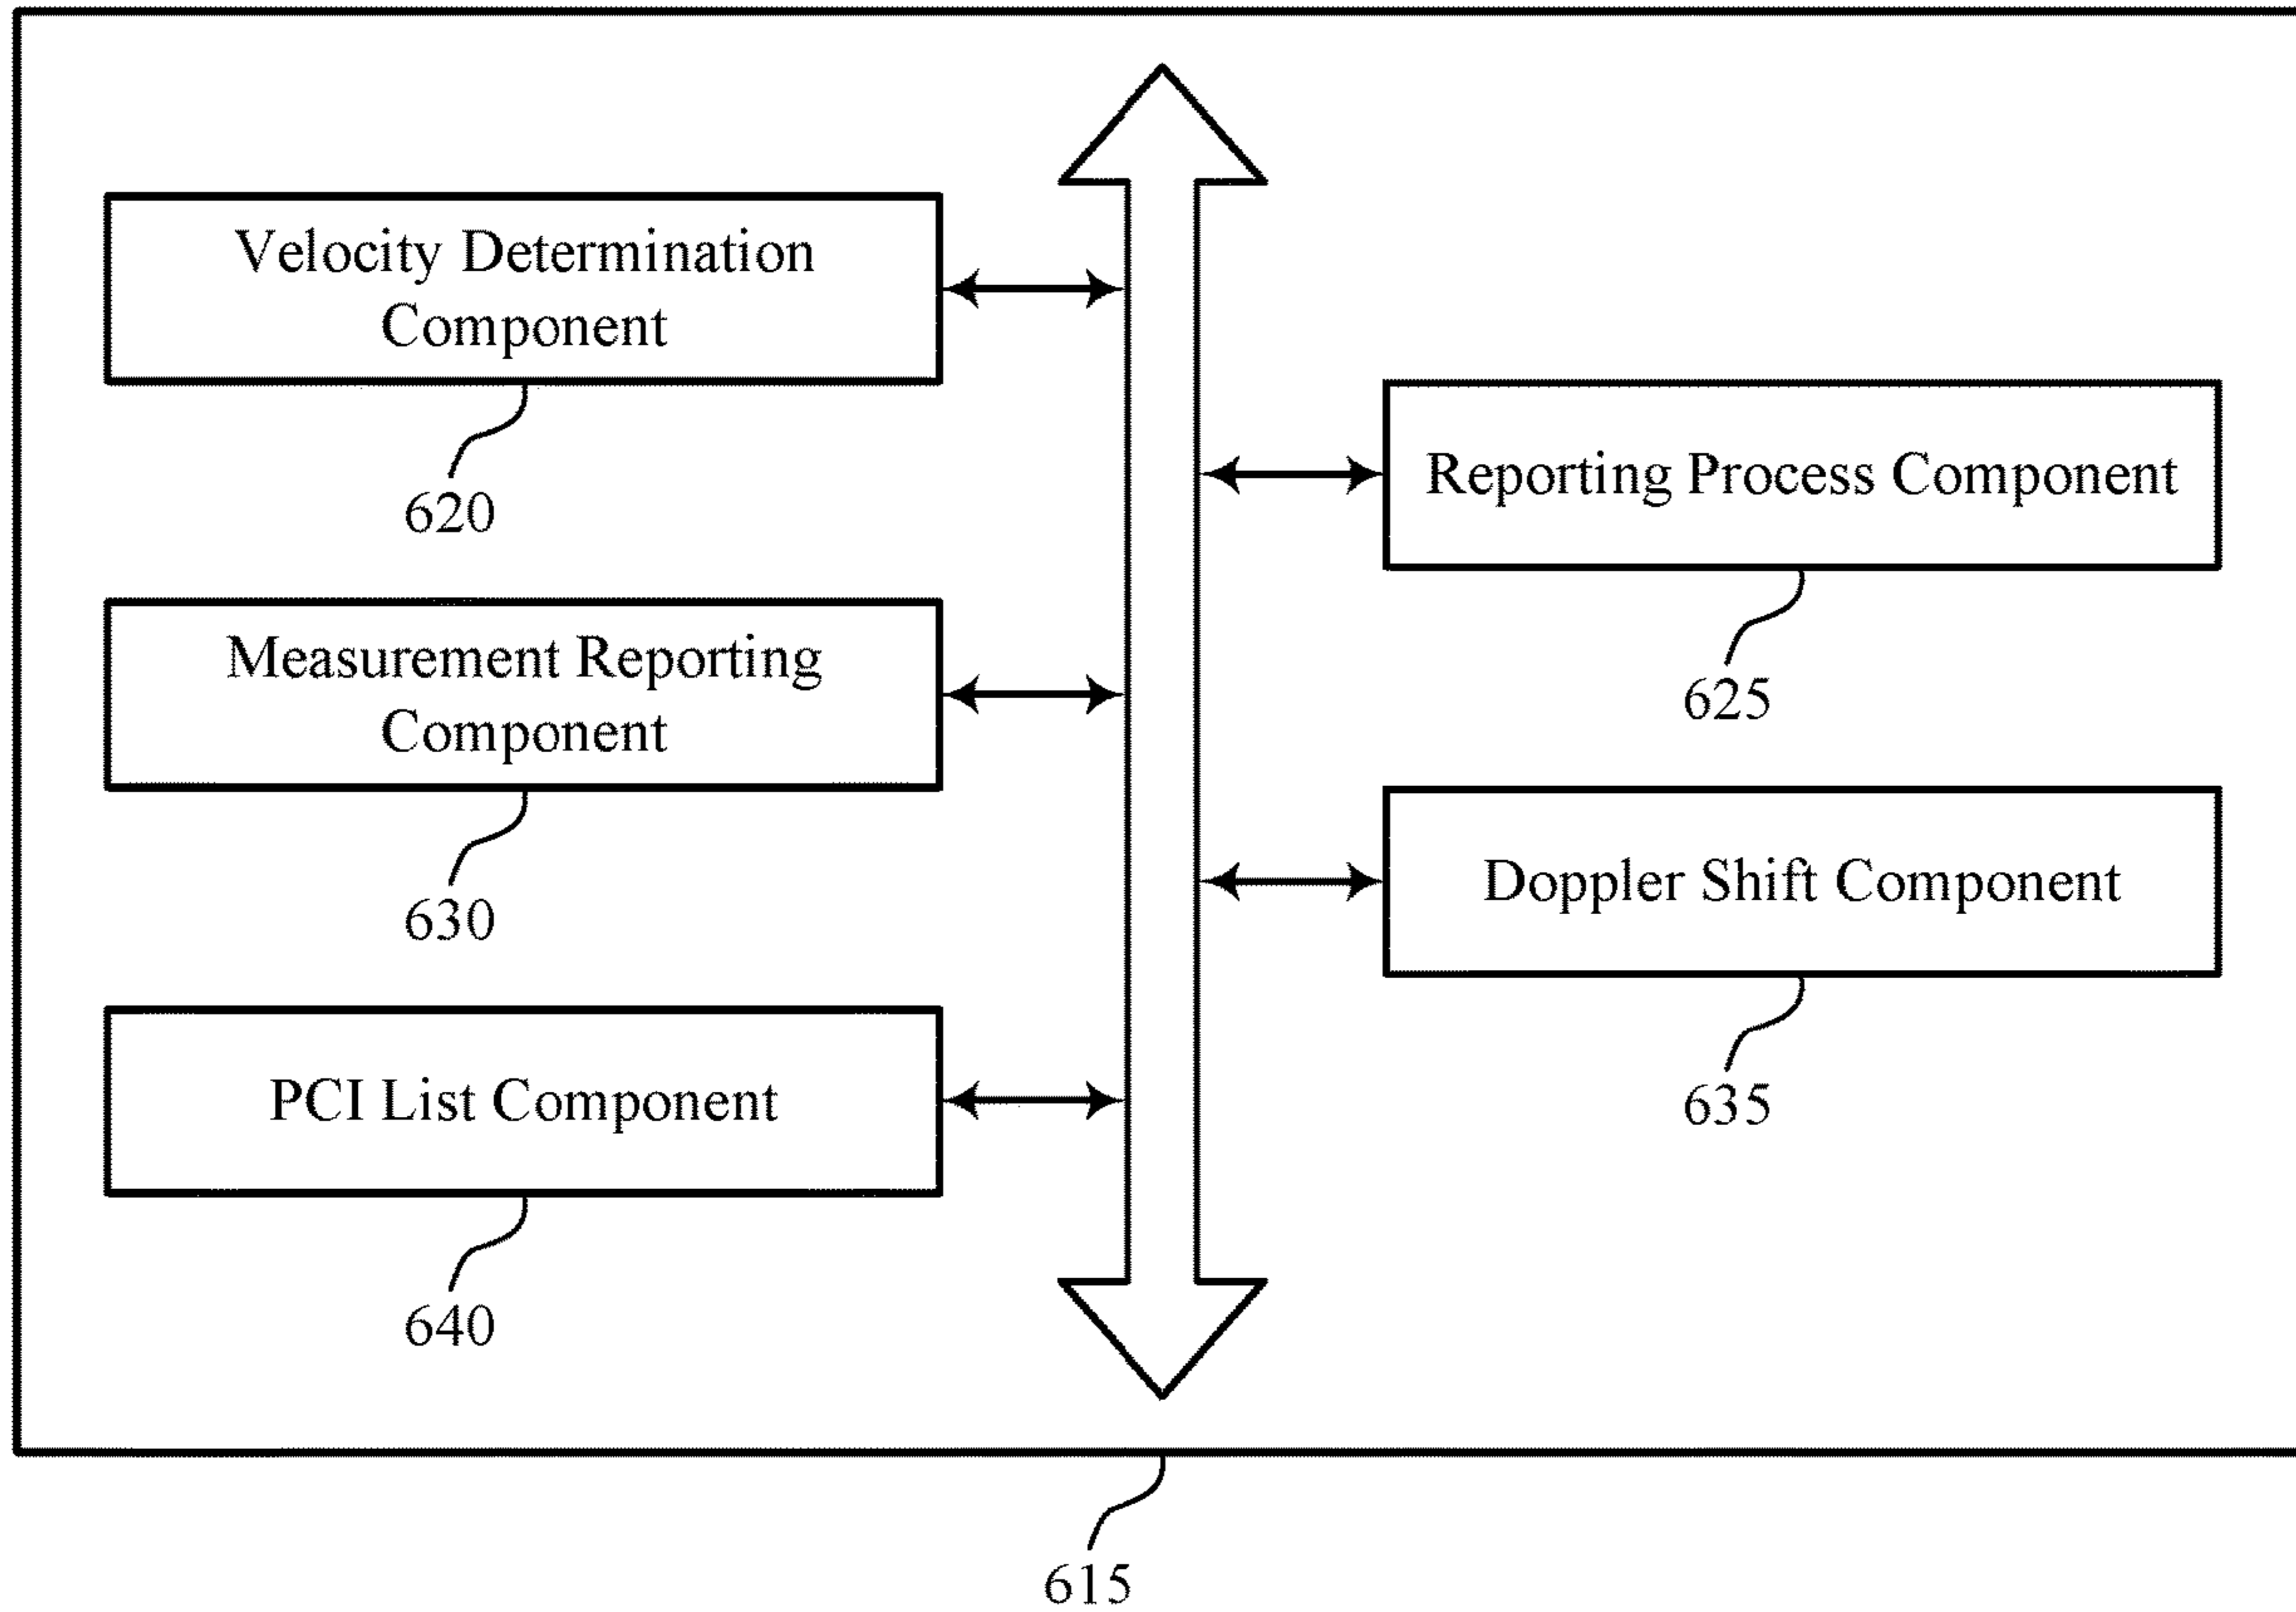 Velocity Determination
Component
620
Reporting Process Component
625
Measurement Reporting
Component
630
Doppler Shift Component
635
PCI List Component
640
615